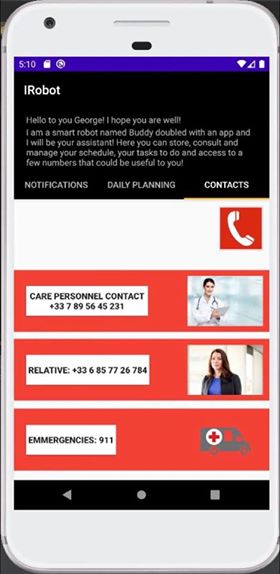 5:10
IRobot
Hello to you George! I hope you are well!
I am a smart robot named Buddy doubled with an app and
I will be your assistant! Here you can store, consult and
manage your schedule, your tasks to do and access to a
few numbers that could be useful to you!
NOTIFICATIONS DAILY PLANNING CONTACTS
CARE PERSONNEL CONTACT
+33 7 89 56 45 231
RELATIVE: +33 6 85 77 26 784
EMMERGENCIES: 911